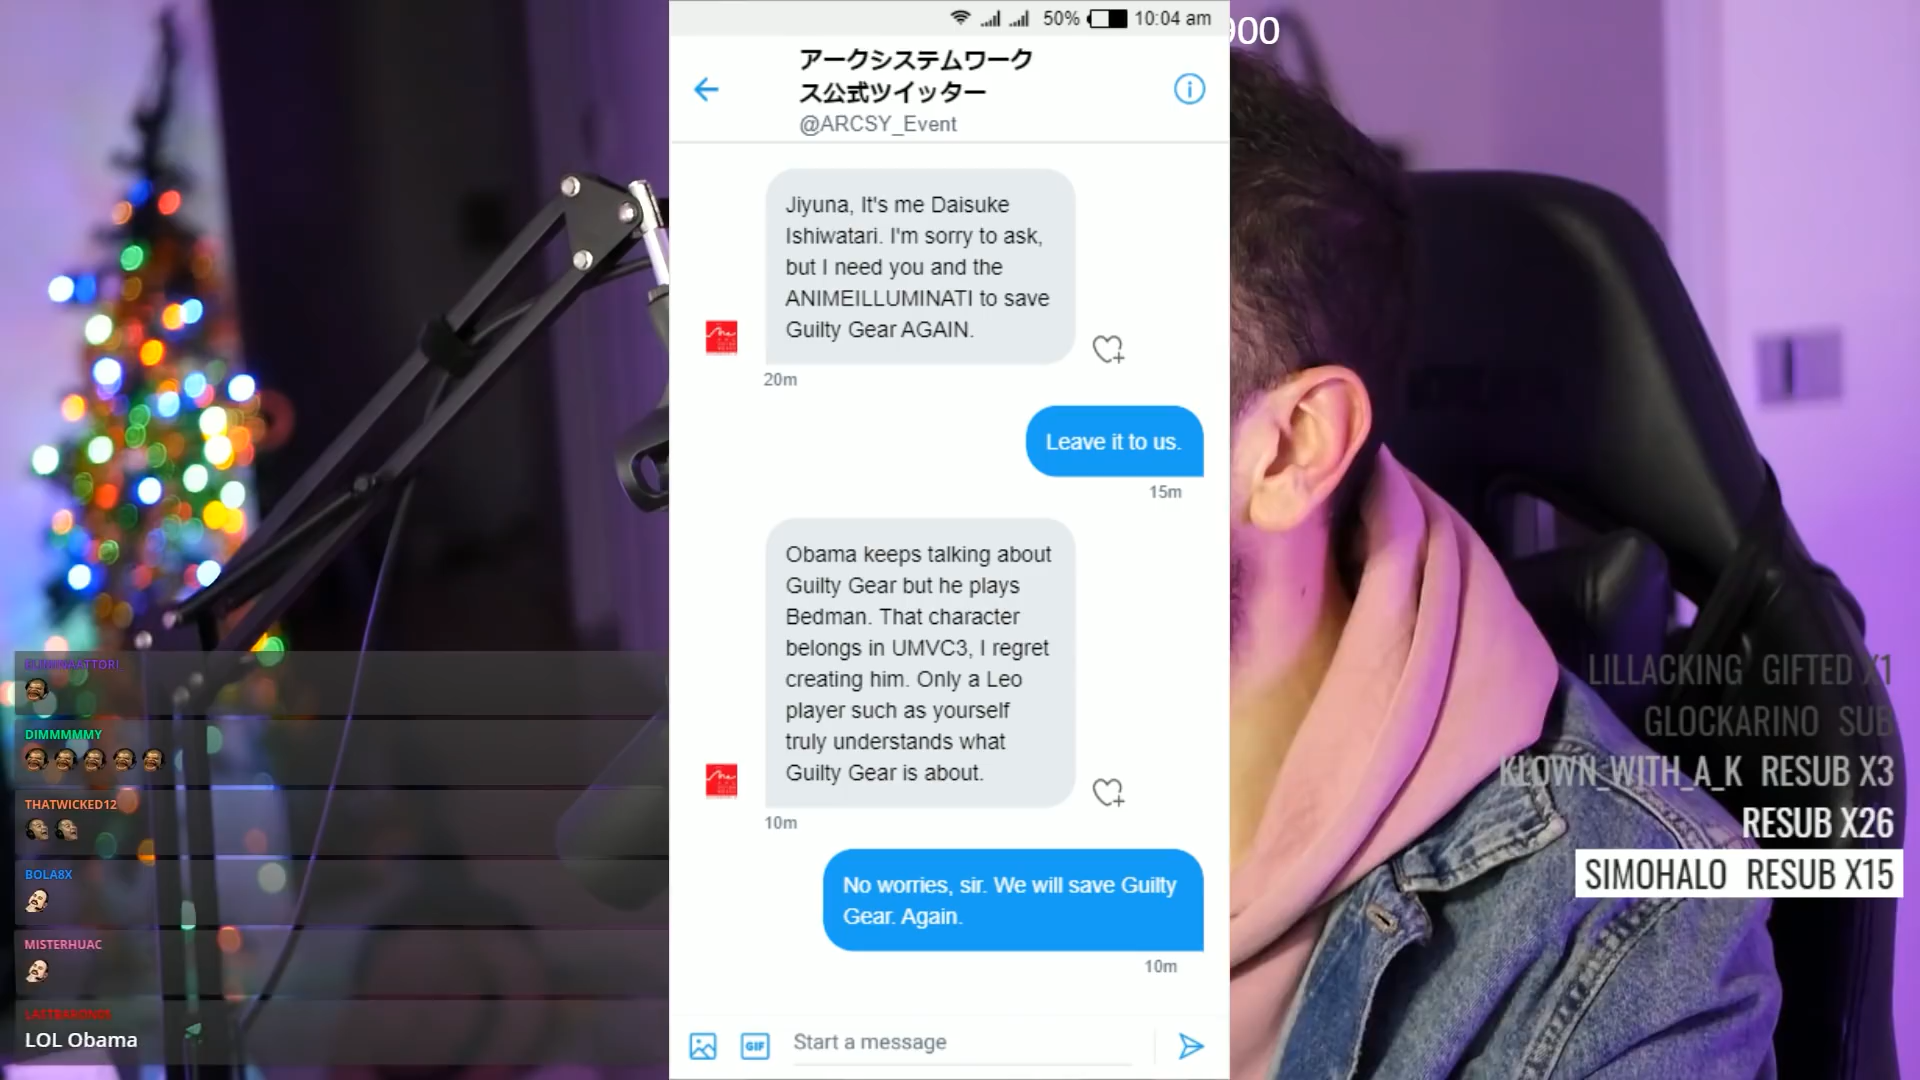 50% 10:04 am
アークシステムワーク
ス公式ツイッター
@ARCSY_Event
Jiyuna, It's me Daisuke
Ishiwatari. I'm sorry to ask,
but I need you and the
ANIMEILLUMINATI to save
Guilty Gear AGAIN.
20m
Leave it to us.
15m
Obama keeps talking about
Guilty Gear but he plays
Bedman. That character
belongs in UMVC3, I regret
creating him. Only a Leo
player such as yourself
truly understands what
Guilty Gear is about.
10m
No worries, sir. We will save Guilty
Gear. Again.
10m
GIF Start a message
DIMMMMMY
THATWICKED12
BOLA8X
MISTERHUAC
LOL Obama
LILLACKING GIFTED X1
GLOCKARINO SUB
KLOWN_WITH_A_K RESUB X3
RESUB X26
SIMOHALO RESUB X15